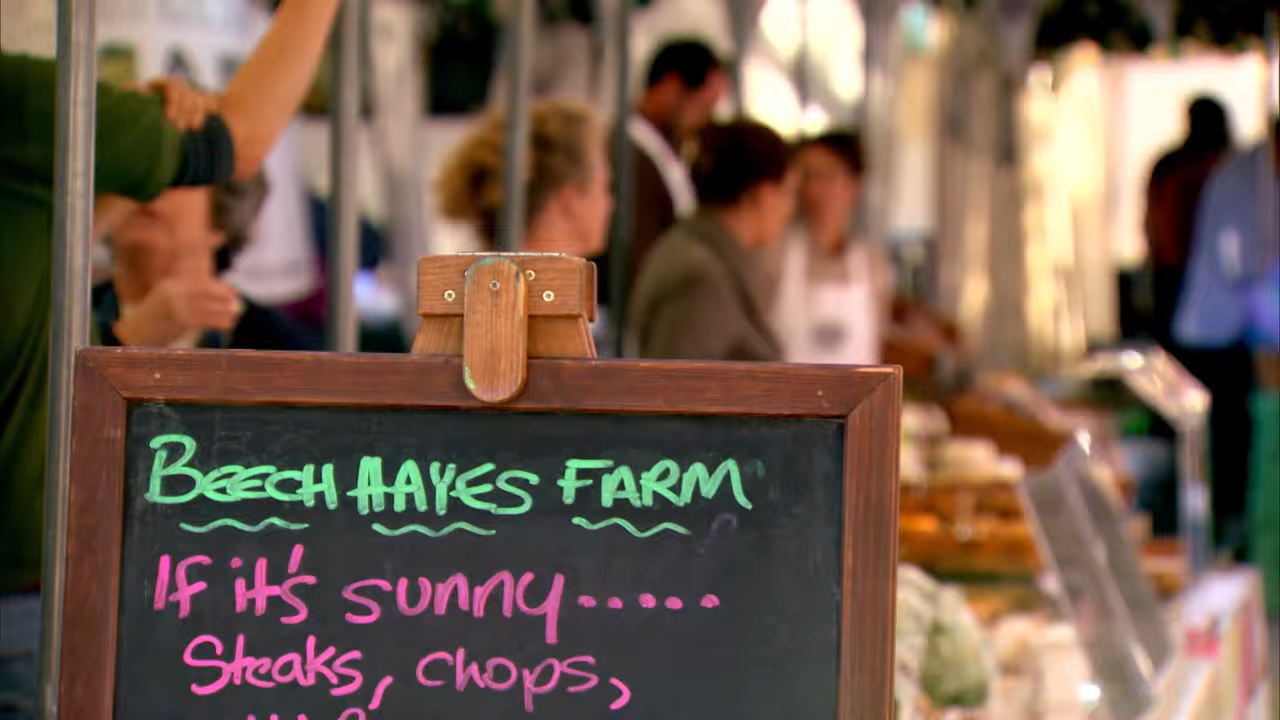 BEECH HAYES FARM
If it's sunny.....
Steaks, chops,